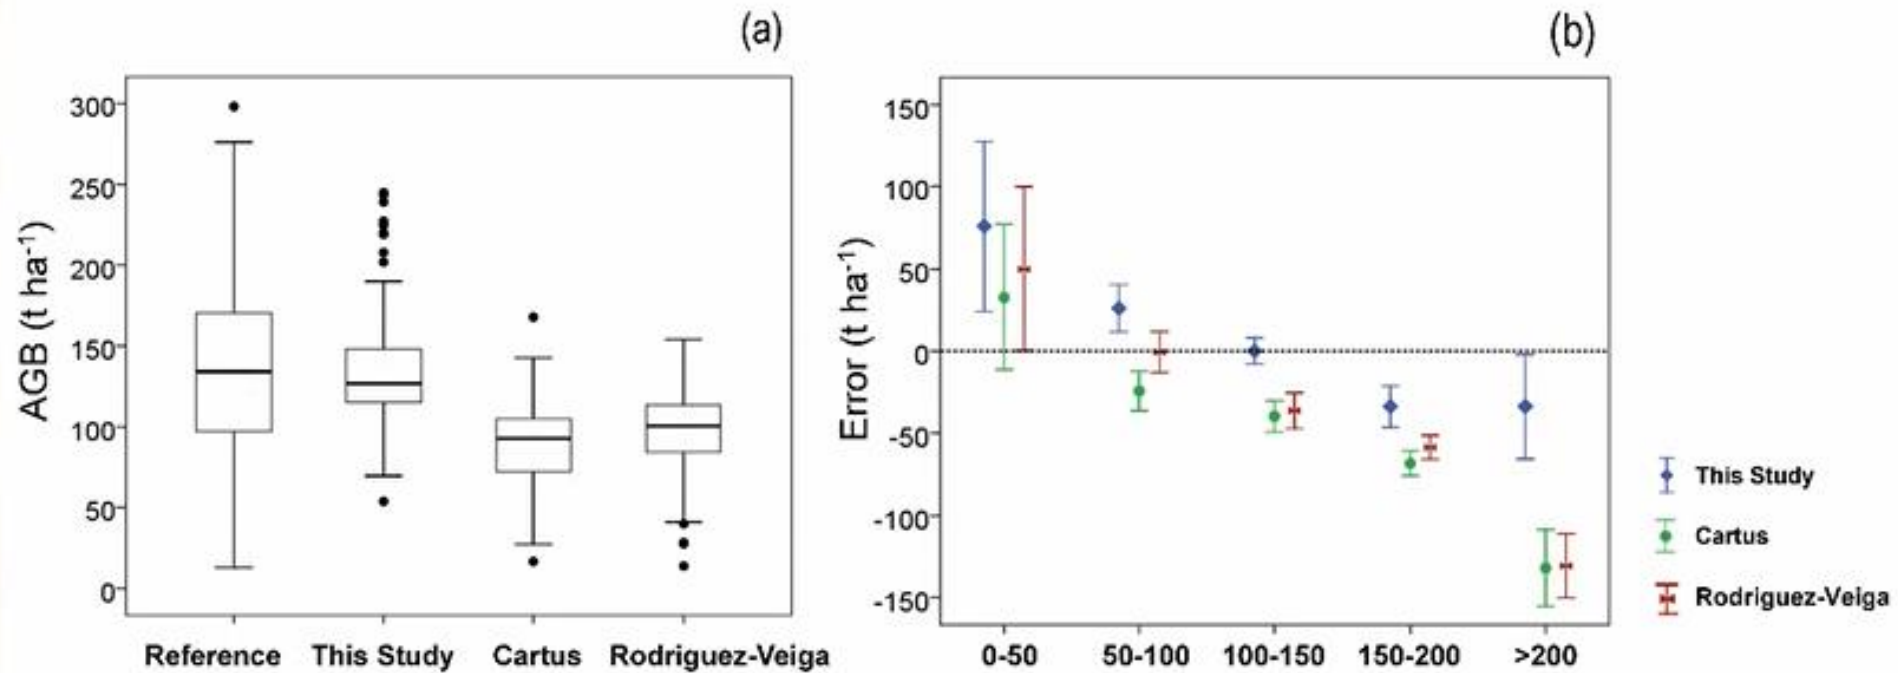 (a)
AGB (t ha-1)
300
250
200
150
100
50
0
Reference This Study Cartus Rodriguez-Veiga
(b)
Error (t ha-1)
150
100
50
0
-50
-100
-150
0-50 50-100 100-150 150-200 >200
This Study
Cartus
Rodriguez-Veiga